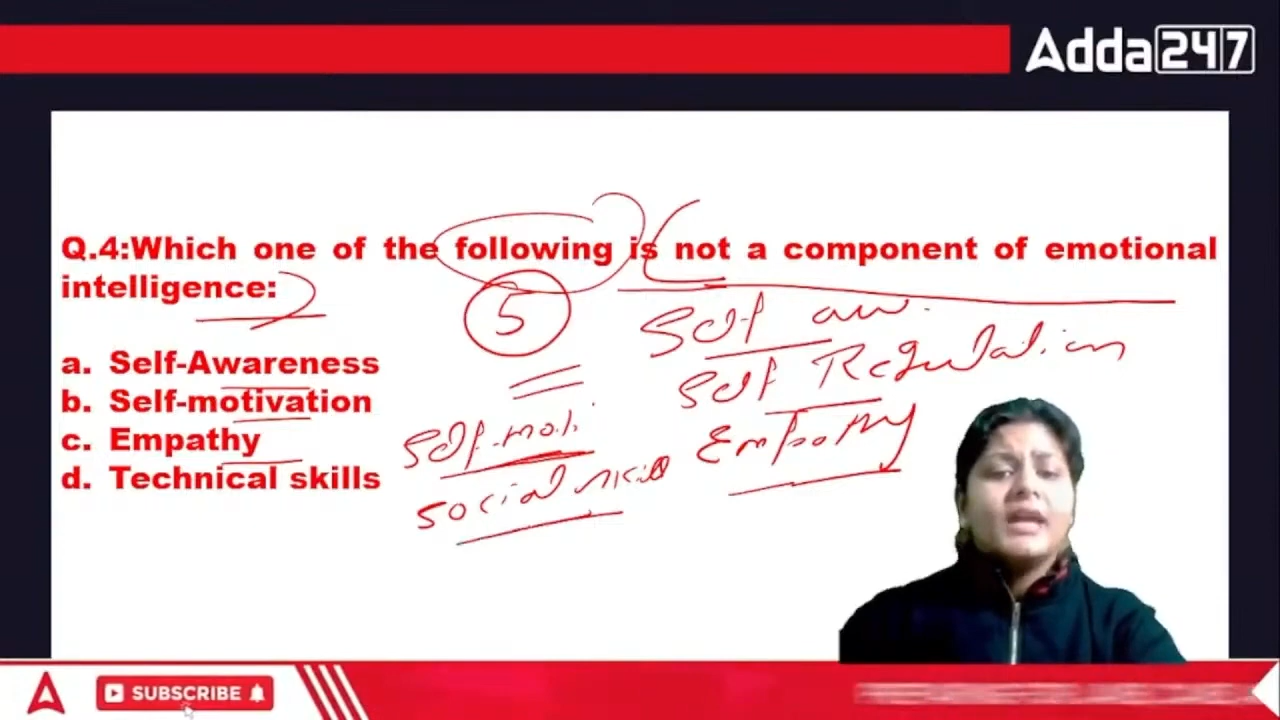 Adda247
Q.4:Which one of the following is not a component of emotional
intelligence:
5
Self aw.
Self Regulation
a. Self-Awareness
b. Self-motivation
c. Empathy
d. Technical skills
Self-moti
Empathy
Social skill
SUBSCRIBE